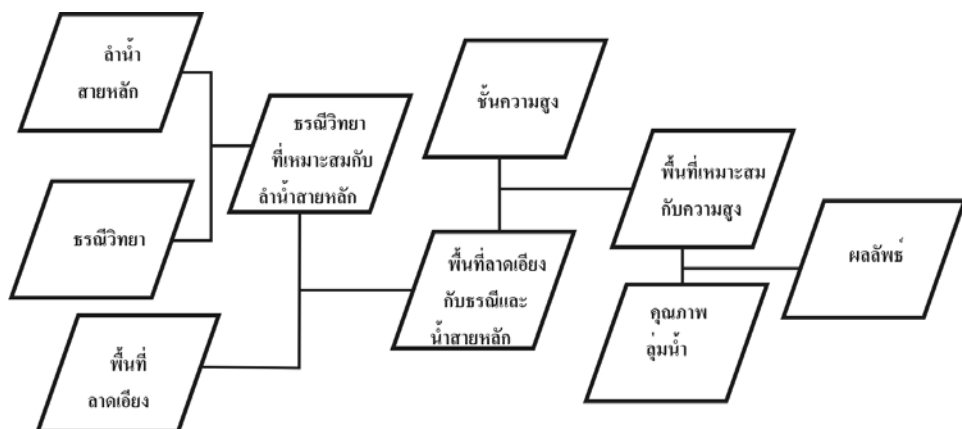 ลำน้ำ
สายหลัก
ธรณีวิทยา
พื้นที่
ลาดเอียง
ธรณีวิทยา
ที่เหมาะสมกับ
ลำน้ำสายหลัก
ชั้นความสูง
พื้นที่ลาดเอียง
กับธรณีและ
น้ำสายหลัก
พื้นที่เหมาะสม
กับความสูง
คุณภาพ
ลุ่มน้ำ
ผลลัพธ์